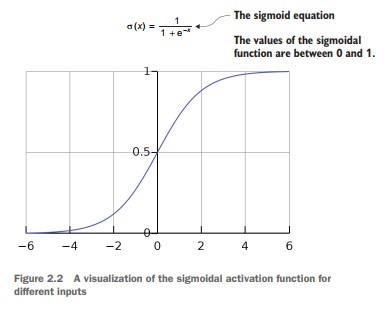 σ(x) = 1 / 1 + e^-x
The sigmoid equation
The values of the sigmoidal
function are between 0 and 1.
1
0.5
0
−6 −4 −2 0 2 4 6
Figure 2.2 A visualization of the sigmoidal activation function for
different inputs